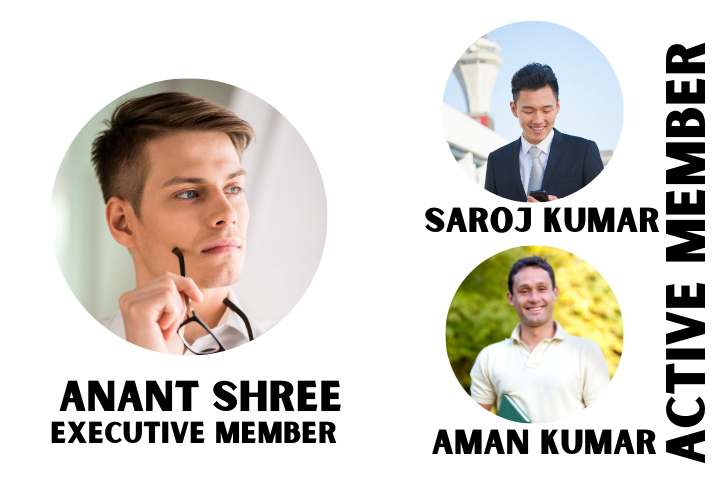 ANANT SHREE
EXECUTIVE MEMBER
SAROJ KUMAR
AMAN KUMAR
ACTIVE MEMBER